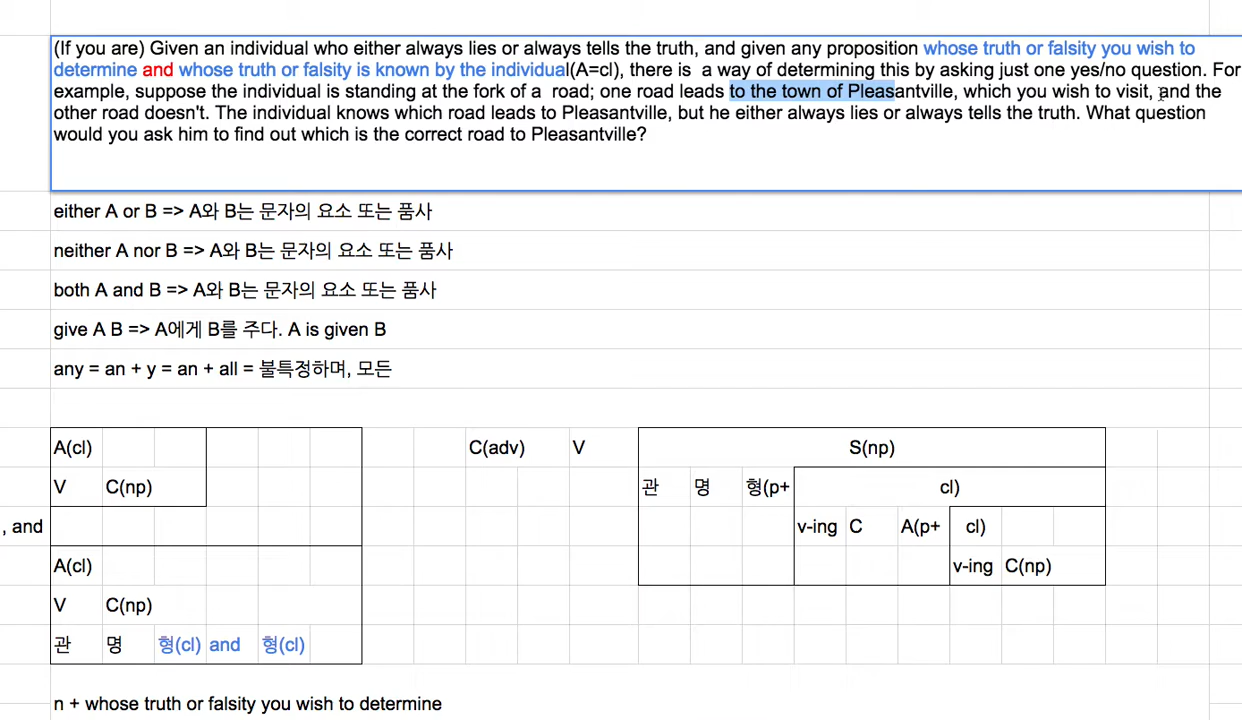 (If you are) Given an individual who either always lies or always tells the truth, and given any proposition whose truth or falsity you wish to
determine and whose truth or falsity is known by the individual(A=cl), there is a way of determining this by asking just one yes/no question. For
example, suppose the individual is standing at the fork of a road; one road leads to the town of Pleasantville, which you wish to visit, and the
other road doesn't. The individual knows which road leads to Pleasantville, but he either always lies or always tells the truth. What question
would you ask him to find out which is the correct road to Pleasantville?
either A or B => A와 B는 문자의 요소 또는 품사
neither A nor B => A와 B는 문자의 요소 또는 품사
both A and B => A와 B는 문자의 요소 또는 품사
give A B => A에게 B를 주다. A is given B
any = an + y = an + all = 불특정하며, 모든
A(cl) C(adv) V S(np)
V C(np) 관 명 형(p+ cl)
, and v-ing C A(p+ cl)
A(cl) v-ing C(np)
V C(np)
관 명 형(cl) and 형(cl)
n + whose truth or falsity you wish to determine